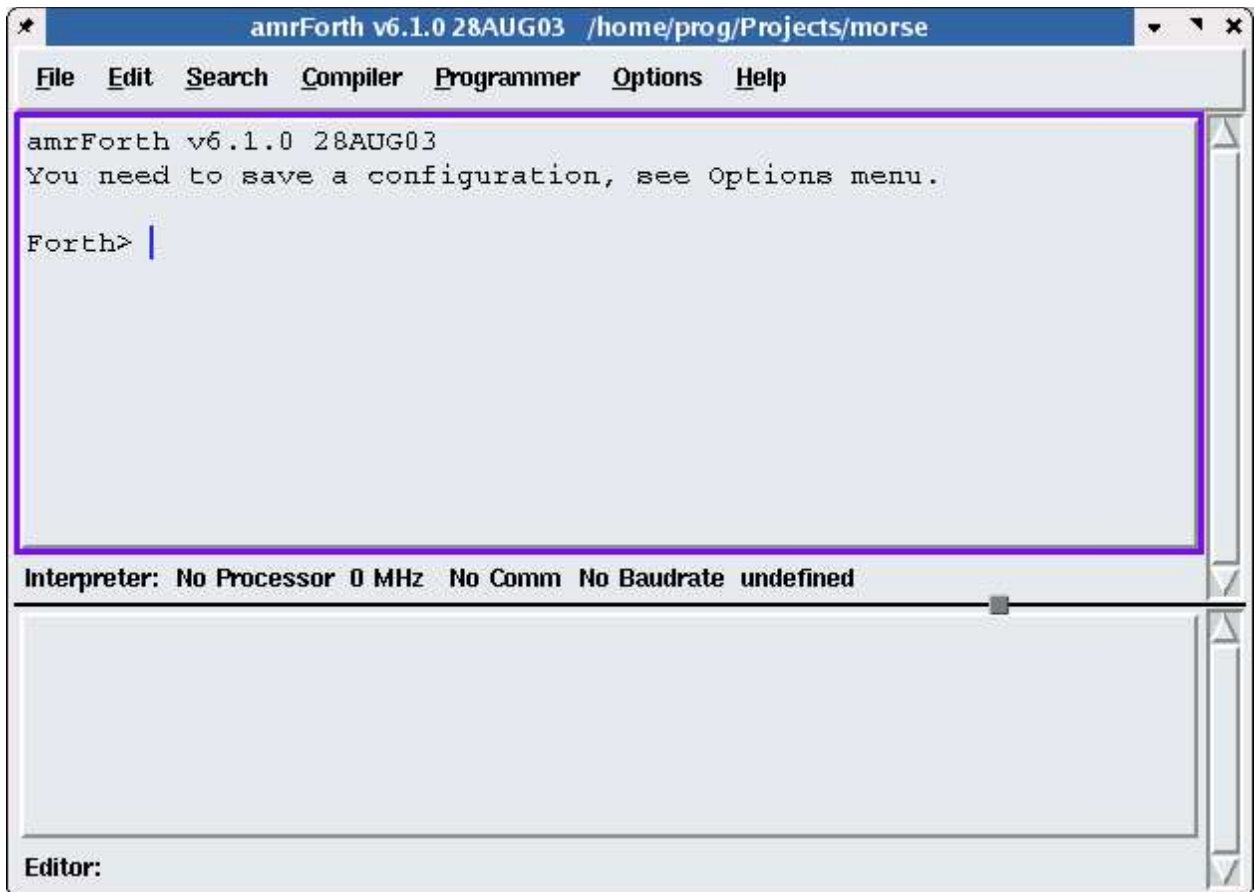 amrForth v6.1.0 28AUG03 /home/prog/Projects/morse
File Edit Search Compiler Programmer Options Help
amrForth v6.1.0 28AUG03
You need to save a configuration, see Options menu.
Forth>
Interpreter: No Processor 0 MHz No Comm No Baudrate undefined
Editor: